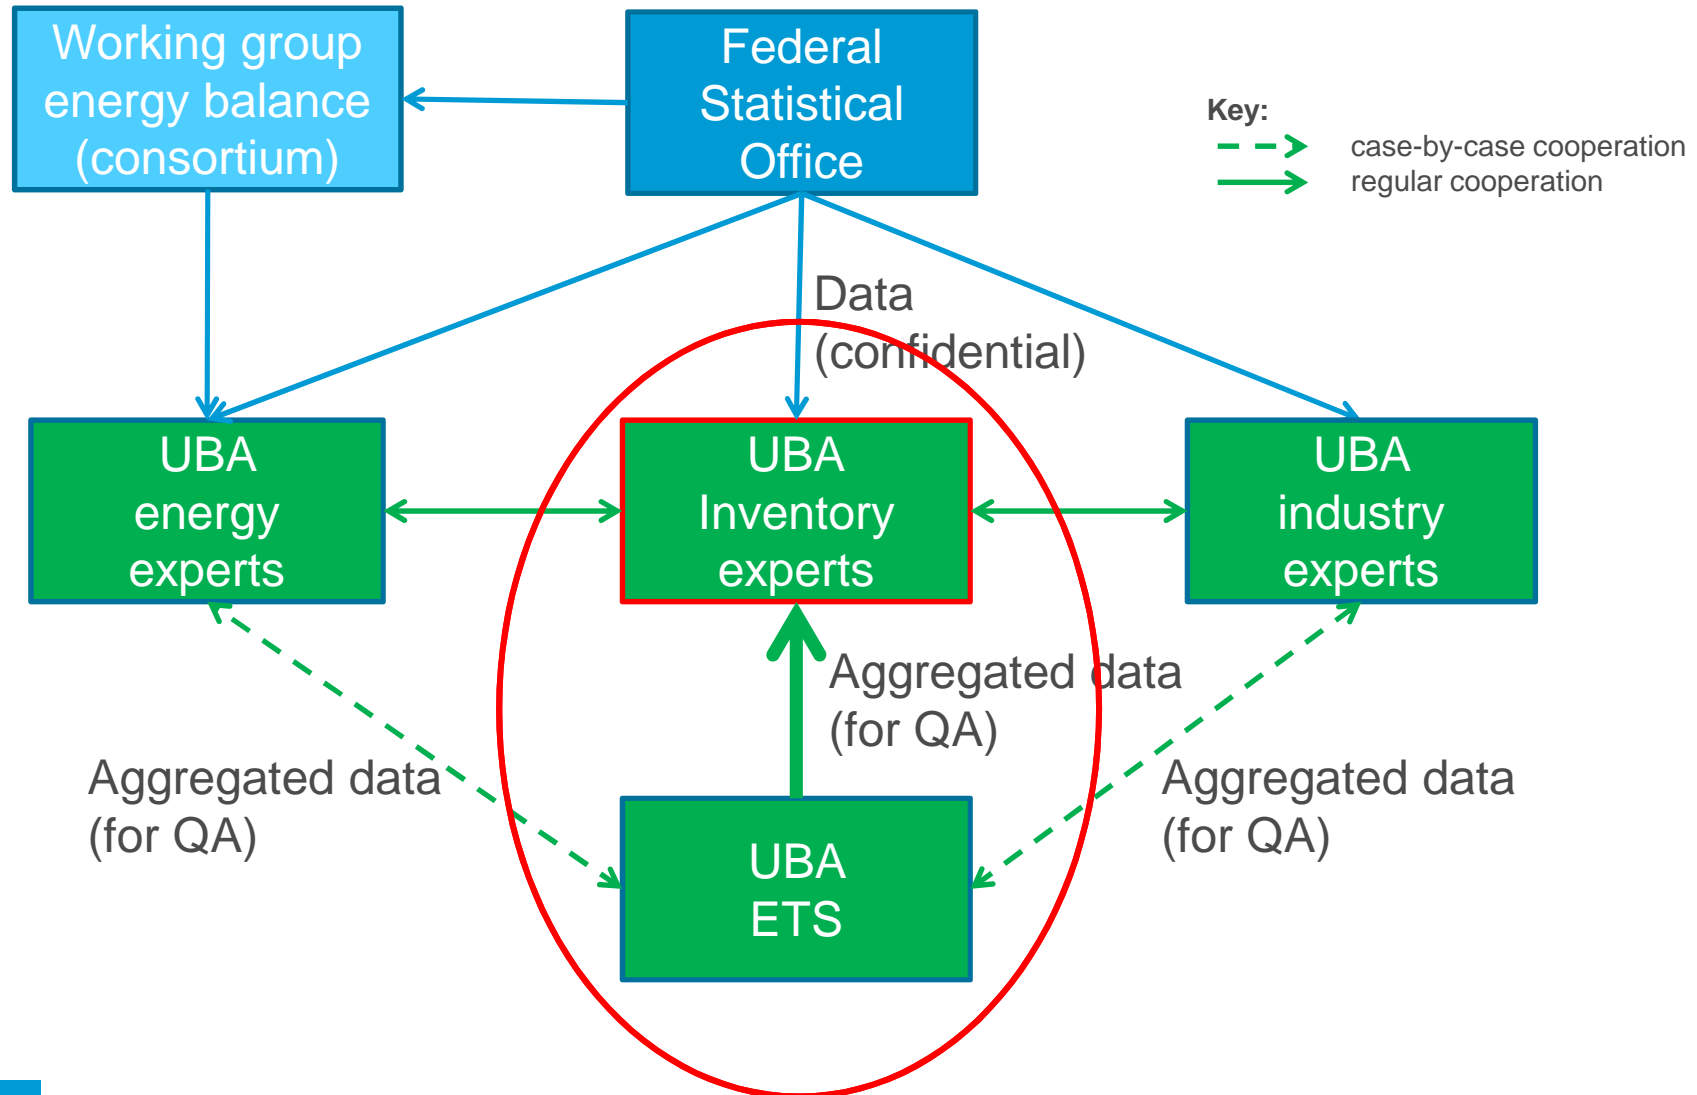 Working group
energy balance
(consortium)
Federal
Statistical
Office
Key:
case-by-case cooperation
regular cooperation
Data
(confidential)
UBA
energy
experts
UBA
Inventory
experts
UBA
industry
experts
Aggregated data
(for QA)
Aggregated data
(for QA)
Aggregated data
(for QA)
UBA
ETS